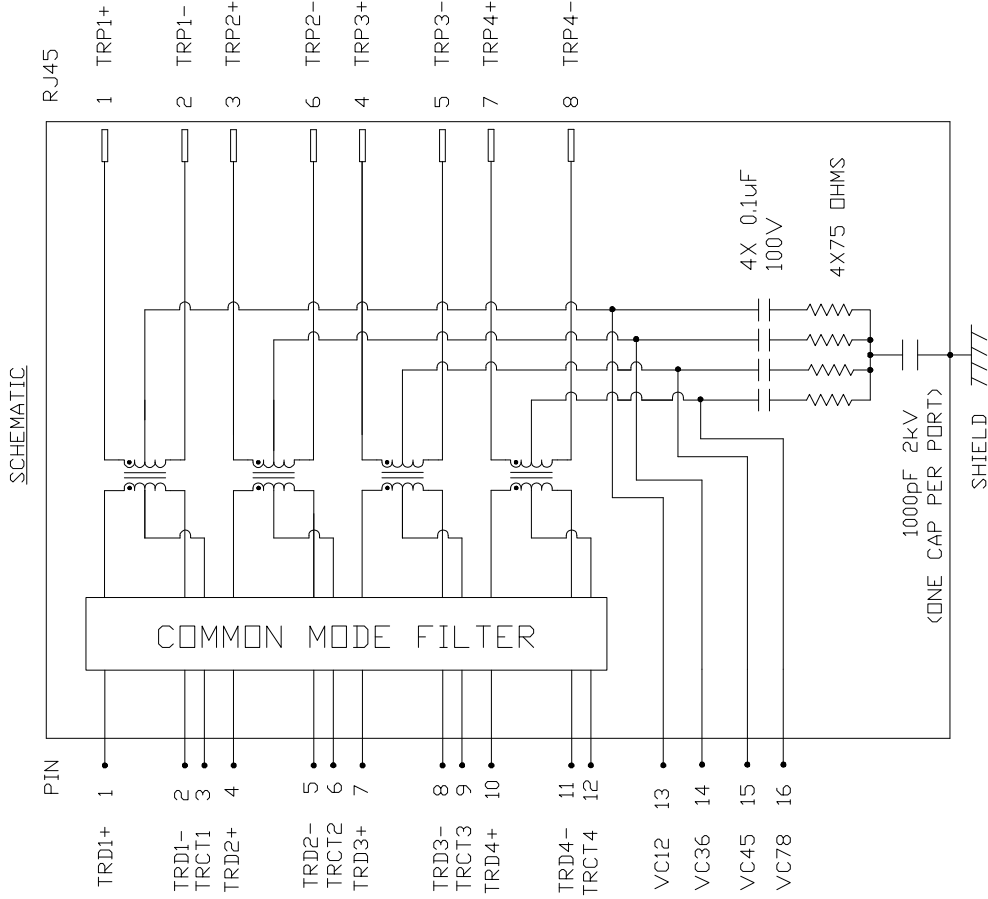 SCHEMATIC
RJ45
1 TRP1+
2 TRP1-
3 TRP2+
6 TRP2-
4 TRP3+
5 TRP3-
7 TRP4+
8 TRP4-
4X 0.1uF
100V
4X75 OHMS
1000pF 2kV
(ONE CAP PER PORT)
SHIELD
COMMON MODE FILTER
PIN
TRD1+ 1
TRD1- 2
TRCT1 3
TRD2+ 4
TRD2- 5
TRCT2 6
TRD3+ 7
TRD3- 8
TRCT3 9
TRD4+ 10
TRD4- 11
TRCT4 12
VC12 13
VC36 14
VC45 15
VC78 16